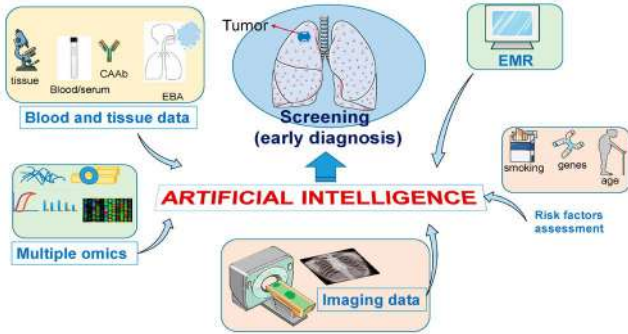 Tumor
tissue
Blood/serum
CAAb
EBA
Blood and tissue data
Screening
(early diagnosis)
EMR
smoking
genes
age
Risk factors
assessment
ARTIFICIAL INTELLIGENCE
Multiple omics
Imaging data